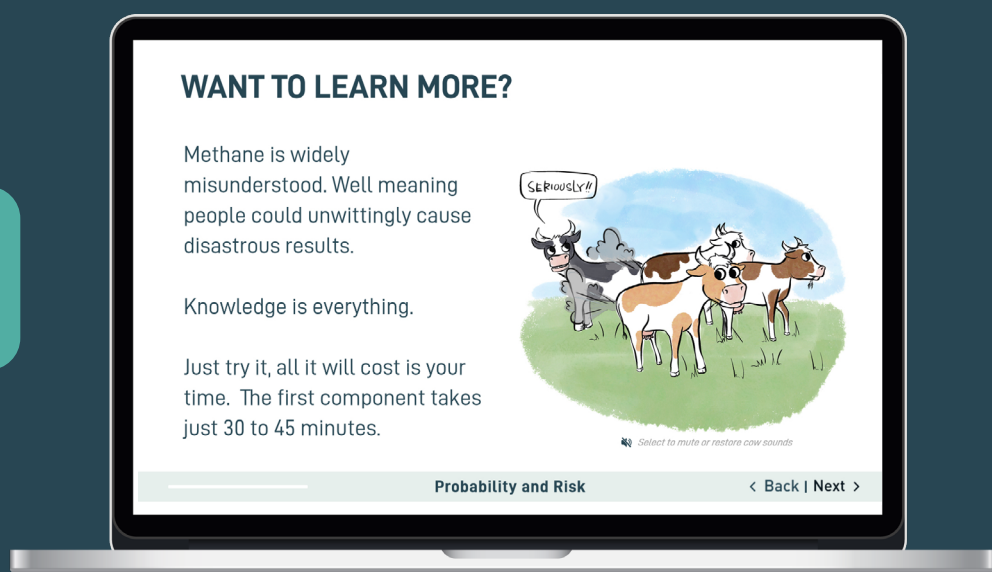 WANT TO LEARN MORE?
Methane is widely
misunderstood. Well meaning
people could unwittingly cause
disastrous results.
Knowledge is everything.
Just try it, all it will cost is your
time. The first component takes
just 30 to 45 minutes.
SERIOUSLY!!
Select to mute or restore cow sounds
Probability and Risk
< Back | Next >